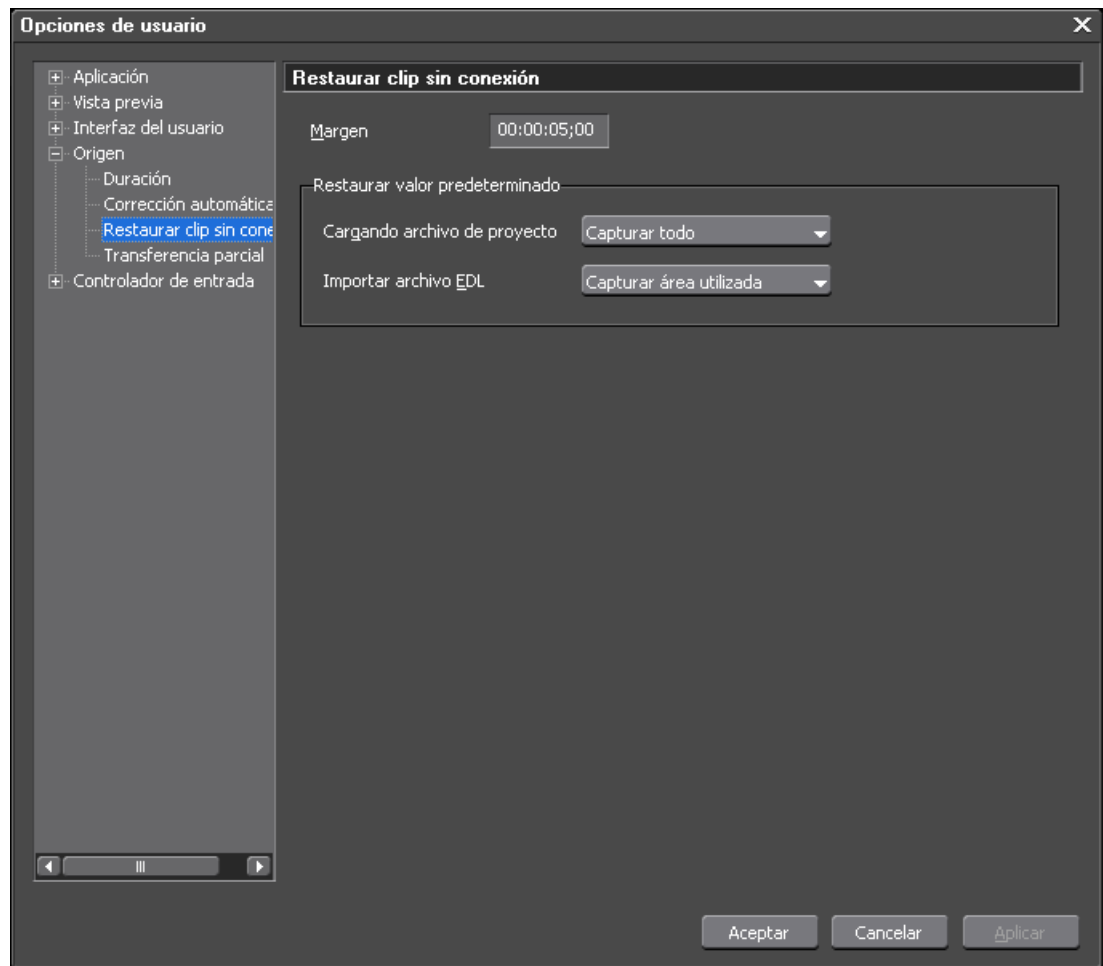 Opciones de usuario
Aplicación
Vista previa
Interfaz del usuario
Origen
Duración
Corrección automática
Restaurar clip sin cone
Transferencia parcial
Controlador de entrada
Restaurar clip sin conexión
Margen 00:00:05;00
Restaurar valor predeterminado
Cargando archivo de proyecto Capturar todo
Importar archivo EDL Capturar área utilizada
Aceptar Cancelar Aplicar